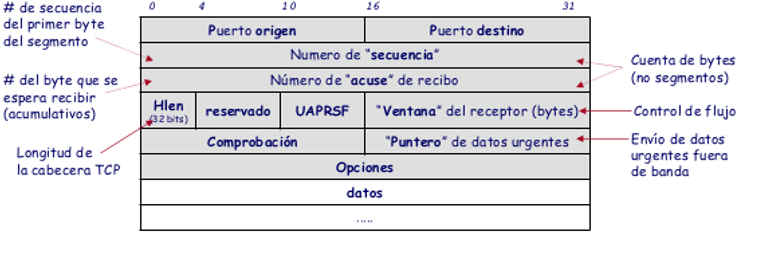 0 4 10 16 31
# de secuencia
del primer byte
del segmento
Puerto origen Puerto destino
Numero de “secuencia”
Número de “acuse” de recibo
Cuenta de bytes
(no segmentos)
# del byte que se
espera recibir
(acumulativos)
Hlen
(32 bits)
reservado UAPRSF “Ventana” del receptor (bytes)
Control de flujo
Comprobación “Puntero” de datos urgentes
Envío de datos
urgentes fuera
de banda
Longitud de
la cabecera TCP
Opciones
datos
.....